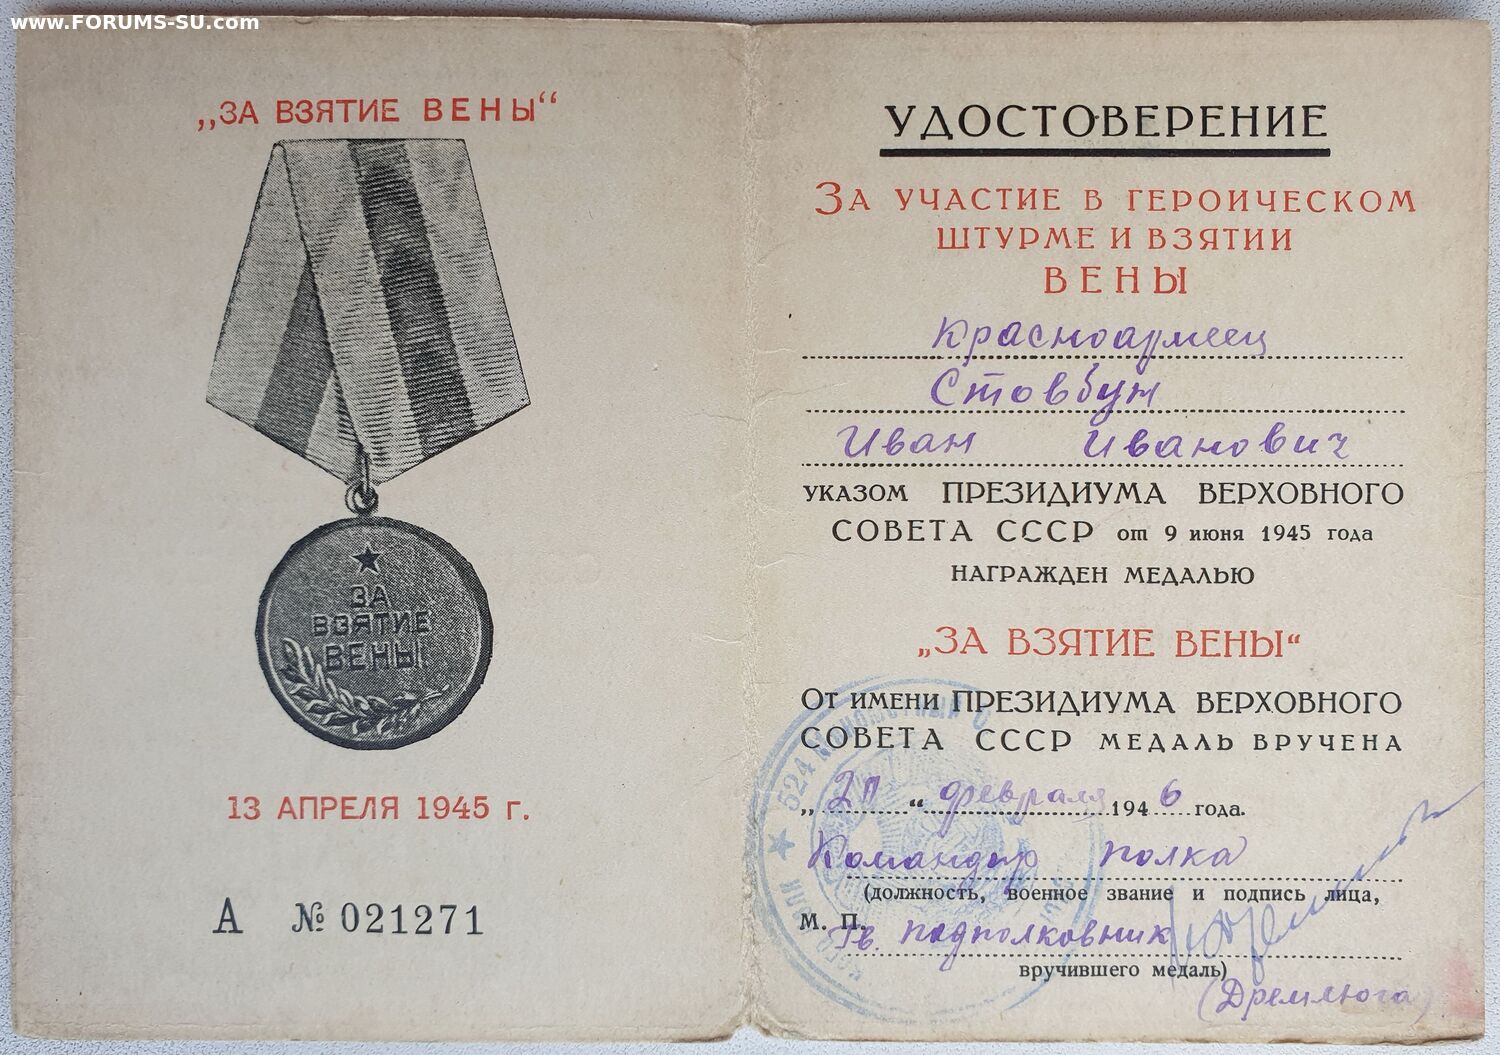 www.FORUMS-SU.com
„ЗА ВЗЯТИЕ ВЕНЫ“
ЗА
ВЗЯТИЕ
ВЕНЫ
13 АПРЕЛЯ 1945 г.
А № 021271
УДОСТОВЕРЕНИЕ
За участие в героическом
штурме и взятии
ВЕНЫ
Красноармеец
Стовбун
Иван Иванович
указом ПРЕЗИДИУМА ВЕРХОВНОГО
СОВЕТА СССР от 9 июня 1945 года
НАГРАЖДЕН МЕДАЛЬЮ
„ЗА ВЗЯТИЕ ВЕНЫ“
От имени ПРЕЗИДИУМА ВЕРХОВНОГО
СОВЕТА СССР МЕДАЛЬ ВРУЧЕНА
„ “ февраля 1946 года.
Командир полка
(должность, военное звание и подпись лица,
М. П.
Гв. подполковник
вручившего медаль)
(Дремлюга)
524